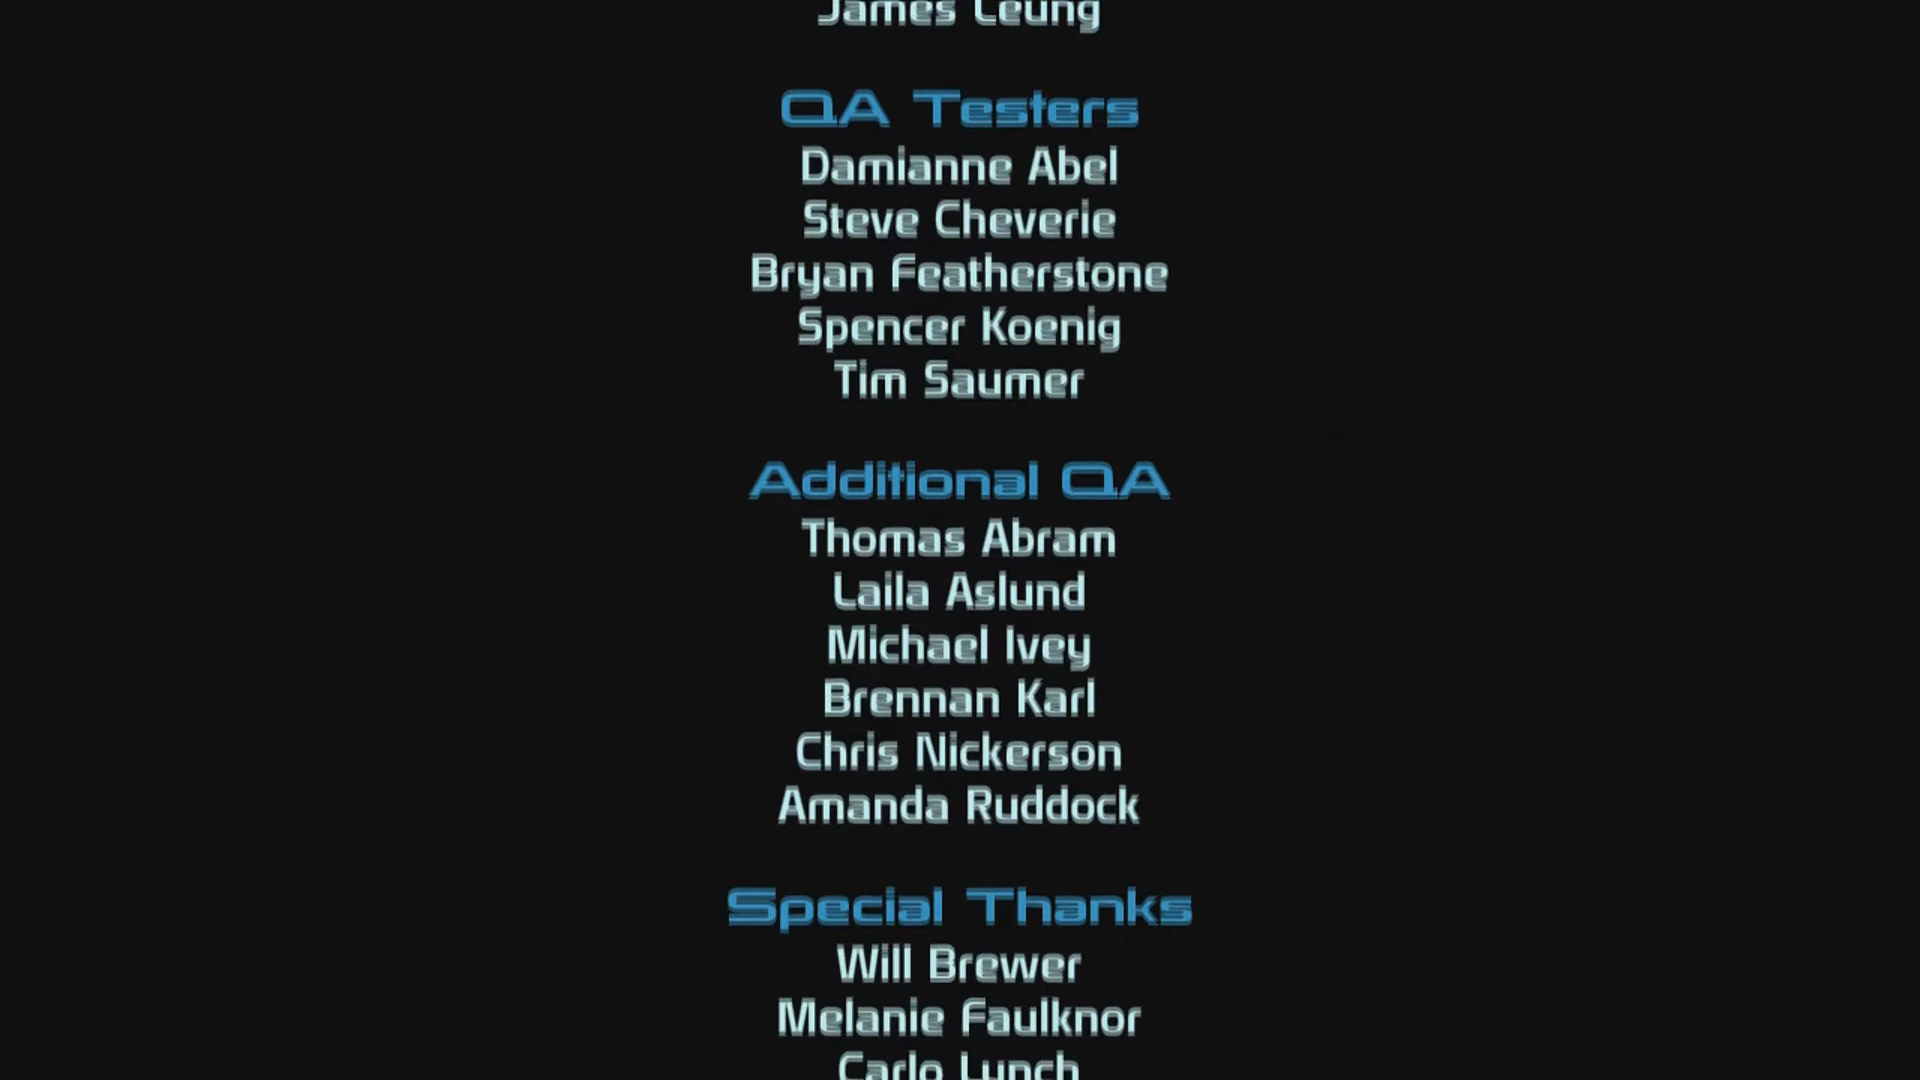 James Leung
QA Testers
Damianne Abel
Steve Cheverie
Bryan Featherstone
Spencer Koenig
Tim Saumer
Additional QA
Thomas Abram
Laila Aslund
Michael Ivey
Brennan Karl
Chris Nickerson
Amanda Ruddock
Special Thanks
Will Brewer
Melanie Faulknor
Carlo Lynch